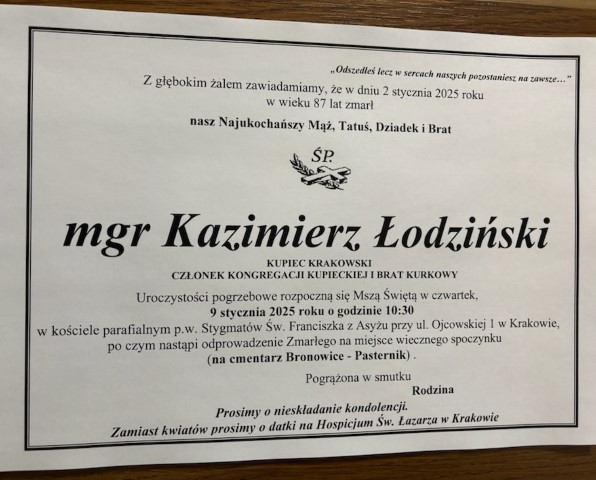 „Odszedłeś lecz w sercach naszych pozostaniesz na zawsze…”
Z głębokim żalem zawiadamiamy, że w dniu 2 stycznia 2025 roku
w wieku 87 lat zmarł
nasz Najukochańszy Mąż, Tatuś, Dziadek i Brat
ŚP.
mgr Kazimierz Łodziński
KUPIEC KRAKOWSKI
CZŁONEK KONGREGACJI KUPIECKIEJ I BRAT KURKOWY
Uroczystości pogrzebowe rozpoczną się Mszą Świętą w czwartek,
9 stycznia 2025 roku o godzinie 10:30
w kościele parafialnym p.w. Stygmatów Św. Franciszka z Asyżu przy ul. Ojcowskiej 1 w Krakowie,
po czym nastąpi odprowadzenie Zmarłego na miejsce wiecznego spoczynku
(na cmentarz Bronowice - Pasternik) .
Pogrążona w smutku
Rodzina
Prosimy o nieskładanie kondolencji.
Zamiast kwiatów prosimy o datki na Hospicjum Św. Łazarza w Krakowie